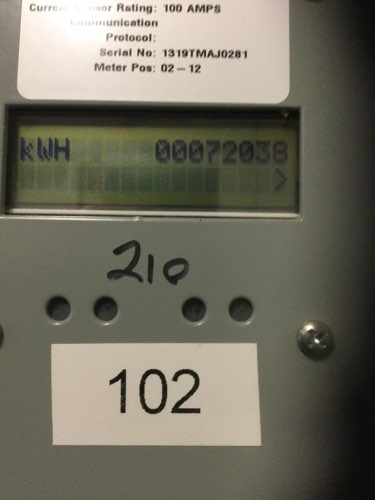 Current Sensor Rating: 100 AMPS
Communication
Protocol:
Serial No: 1319TMAJ0281
Meter Pos: 02-12
kWH 00072038
>
210
102